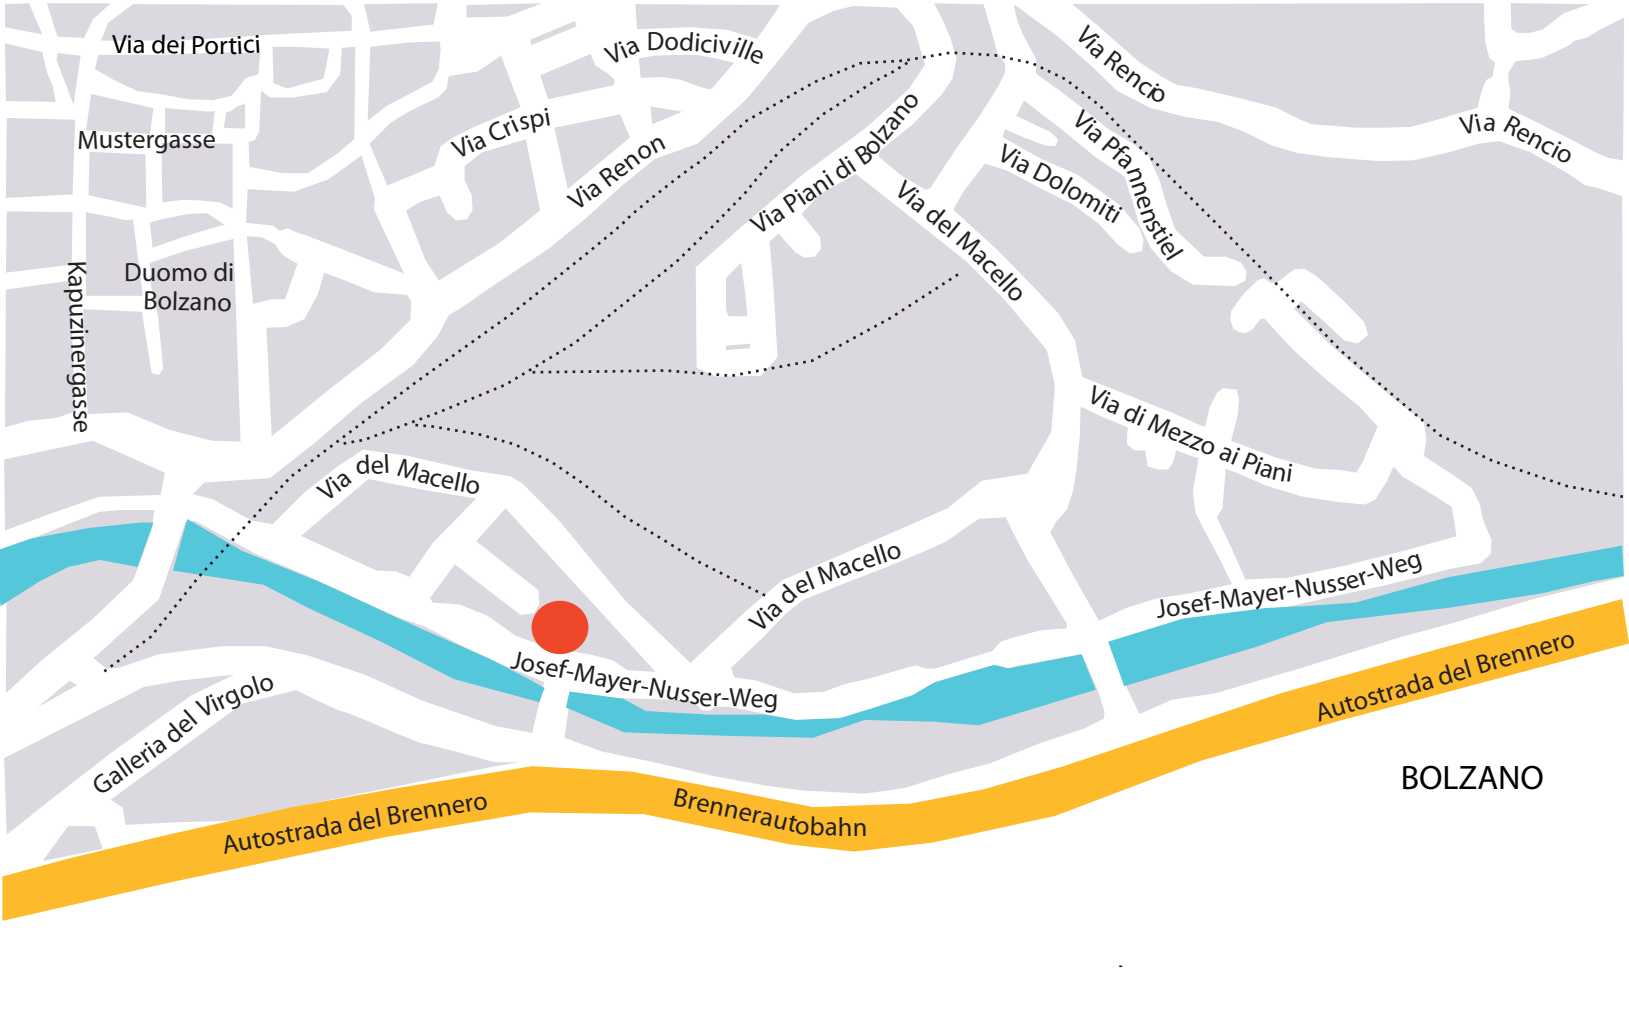 Via dei Portici
Via Dodiciville
Via Rencio
Via Rencio
Mustergasse
Via Crispi
Via Renon
Via Piani di Bolzano
Via Pfannenstiel
Via Dolomiti
Via del Macello
Kapuzinergasse
Duomo di
Bolzano
Via di Mezzo ai Piani
Via del Macello
Via del Macello
Josef-Mayer-Nusser-Weg
Josef-Mayer-Nusser-Weg
Galleria del Virgolo
Autostrada del Brennero
BOLZANO
Autostrada del Brennero
Brennerautobahn